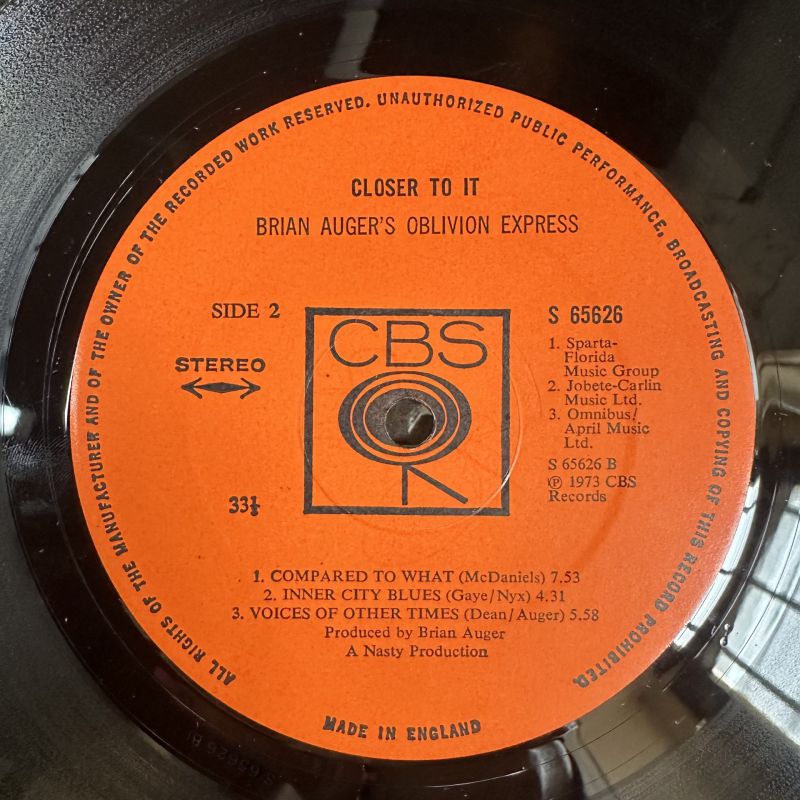 ALL RIGHTS OF THE MANUFACTURER AND OF THE OWNER OF THE RECORDED WORK RESERVED. UNAUTHORIZED PUBLIC PERFORMANCE, BROADCASTING AND COPYING OF THIS RECORD PROHIBITED.
CLOSER TO IT
BRIAN AUGER'S OBLIVION EXPRESS
SIDE 2
STEREO
33⅓
CBS
S 65626
1. Sparta-
Florida
Music Group
2. Jobete-Carlin
Music Ltd.
3. Omnibus/
April Music
Ltd.
S 65626 B
℗ 1973 CBS
Records
1. COMPARED TO WHAT (McDaniels) 7.53
2. INNER CITY BLUES (Gaye/Nyx) 4.31
3. VOICES OF OTHER TIMES (Dean/Auger) 5.58
Produced by Brian Auger
A Nasty Production
MADE IN ENGLAND